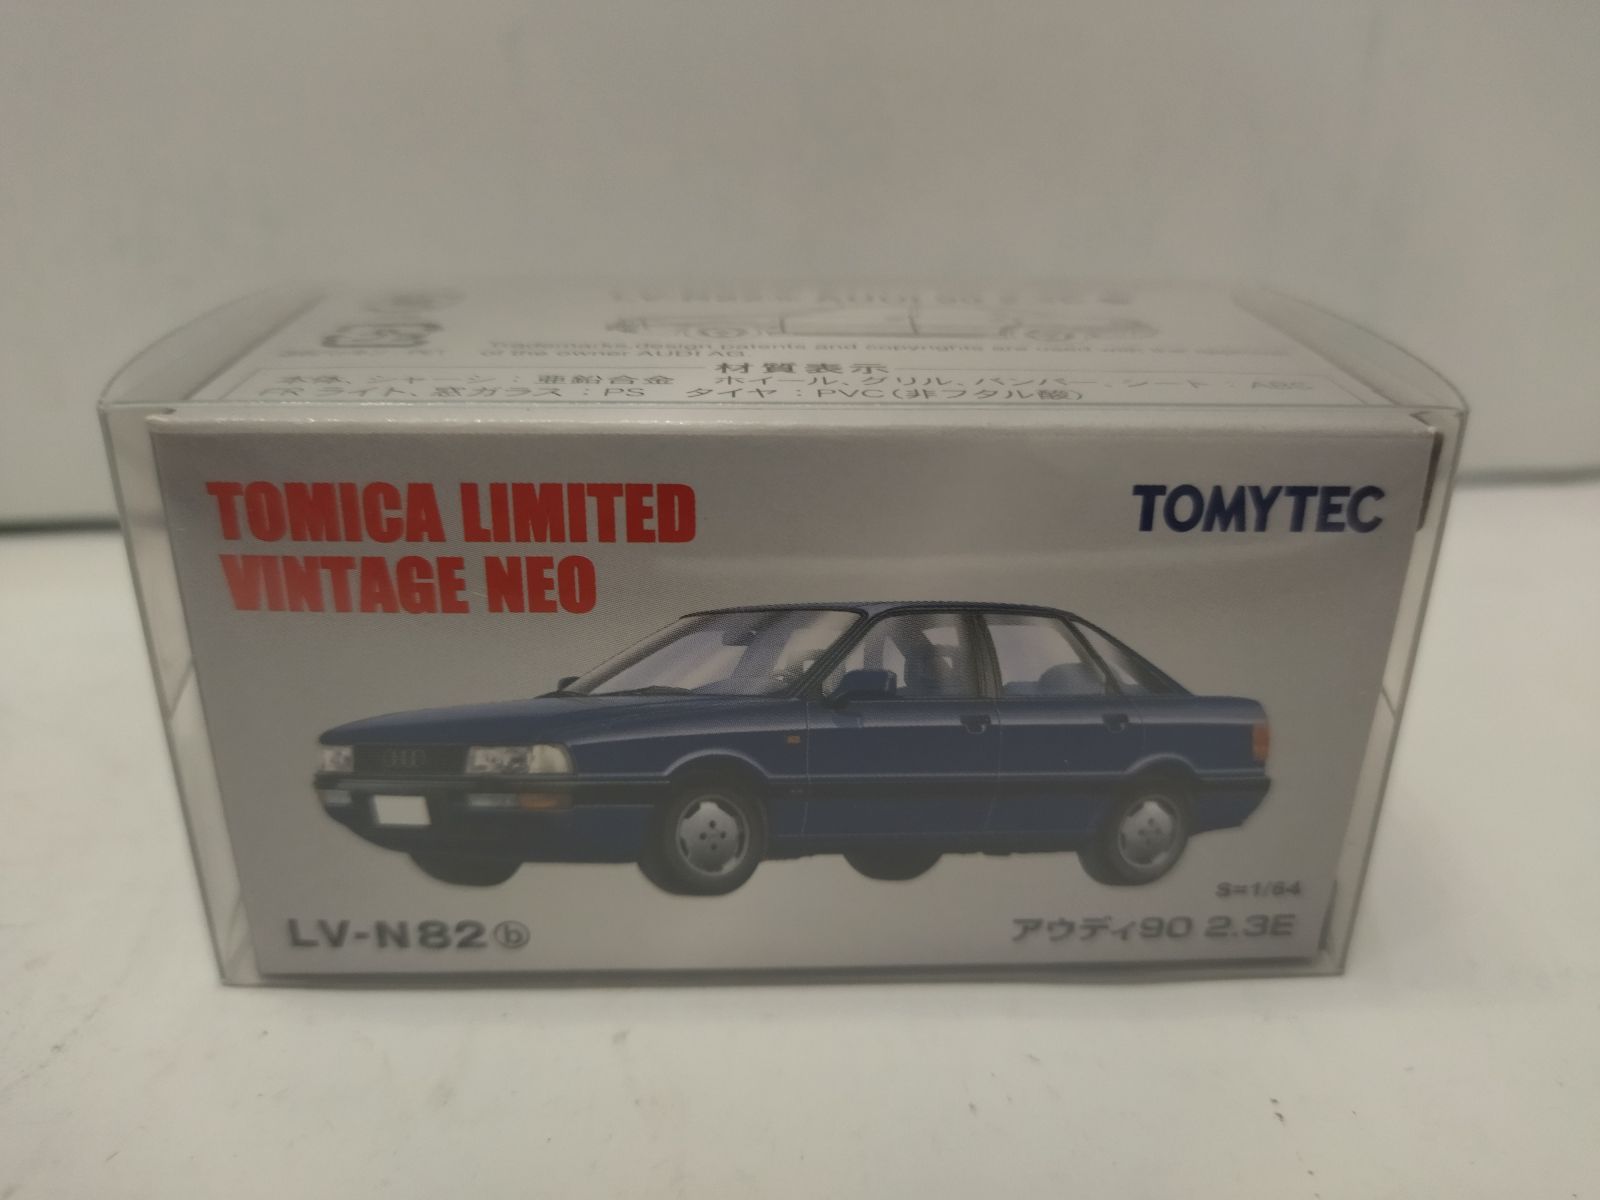 Trademarks,design patents and copyrights are used with the approval
of the owner AUDI AG.
材質表示
本体、シャーシ：亜鉛合金 ホイール、グリル、バンパー、シート：ABS
ライト、窓ガラス：PS タイヤ：PVC(非フタル酸)
TOMICA LIMITED
VINTAGE NEO
TOMYTEC
S=1/64
LV-N82ⓑ
アウディ90 2.3E